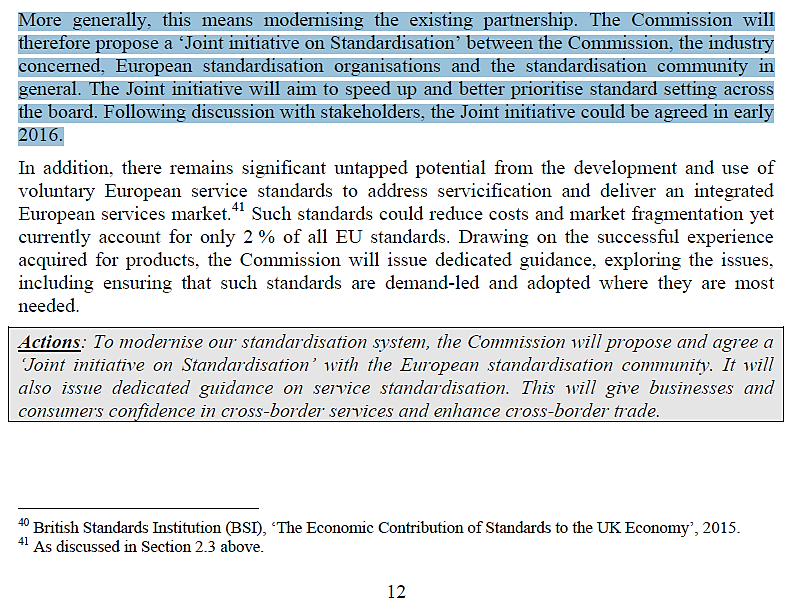 More generally, this means modernising the existing partnership. The Commission will
therefore propose a ‘Joint initiative on Standardisation’ between the Commission, the industry
concerned, European standardisation organisations and the standardisation community in
general. The Joint initiative will aim to speed up and better prioritise standard setting across
the board. Following discussion with stakeholders, the Joint initiative could be agreed in early
2016.
In addition, there remains significant untapped potential from the development and use of
voluntary European service standards to address servicification and deliver an integrated
European services market.41 Such standards could reduce costs and market fragmentation yet
currently account for only 2 % of all EU standards. Drawing on the successful experience
acquired for products, the Commission will issue dedicated guidance, exploring the issues,
including ensuring that such standards are demand-led and adopted where they are most
needed.
Actions: To modernise our standardisation system, the Commission will propose and agree a
‘Joint initiative on Standardisation’ with the European standardisation community. It will
also issue dedicated guidance on service standardisation. This will give businesses and
consumers confidence in cross-border services and enhance cross-border trade.
40 British Standards Institution (BSI), ‘The Economic Contribution of Standards to the UK Economy’, 2015.
41 As discussed in Section 2.3 above.
12